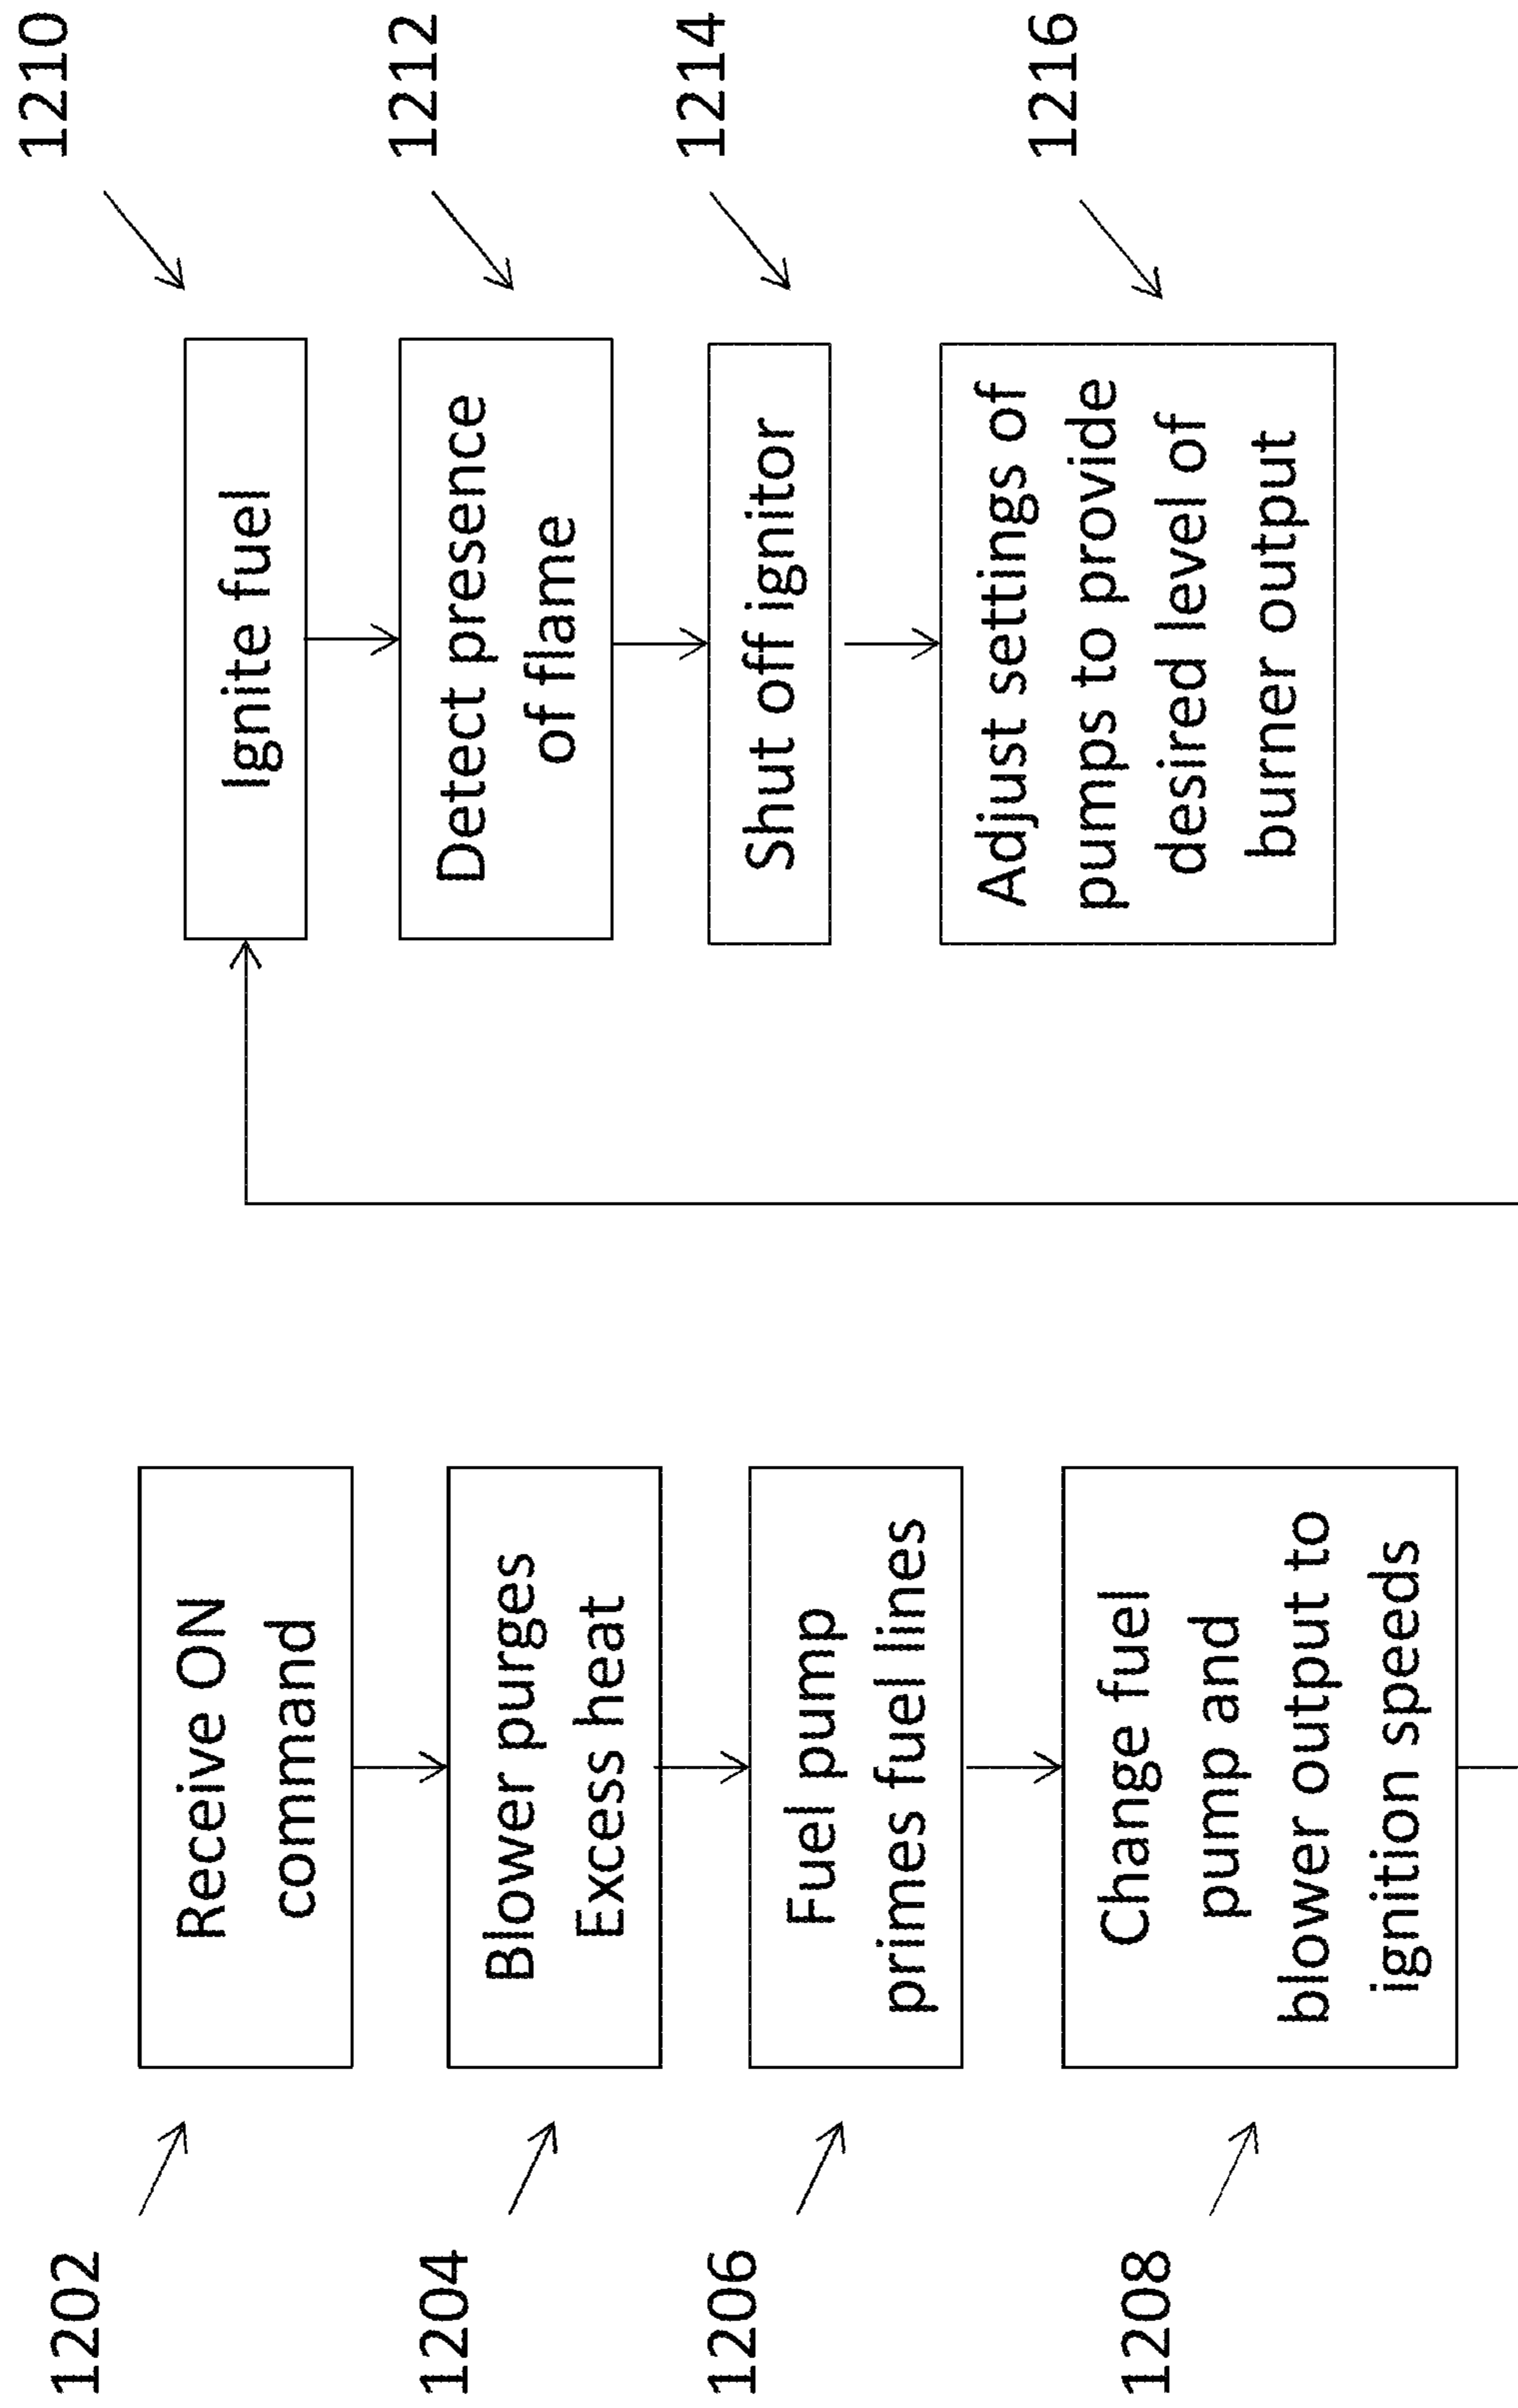 1202
Receive ON
command
1204
Blower purges
Excess heat
1206
Fuel pump
primes fuel lines
1208
Change fuel
pump and
blower output to
ignition speeds
1210
Ignite fuel
1212
Detect presence
of flame
1214
Shut off ignitor
1216
Adjust settings of
pumps to provide
desired level of
burner output